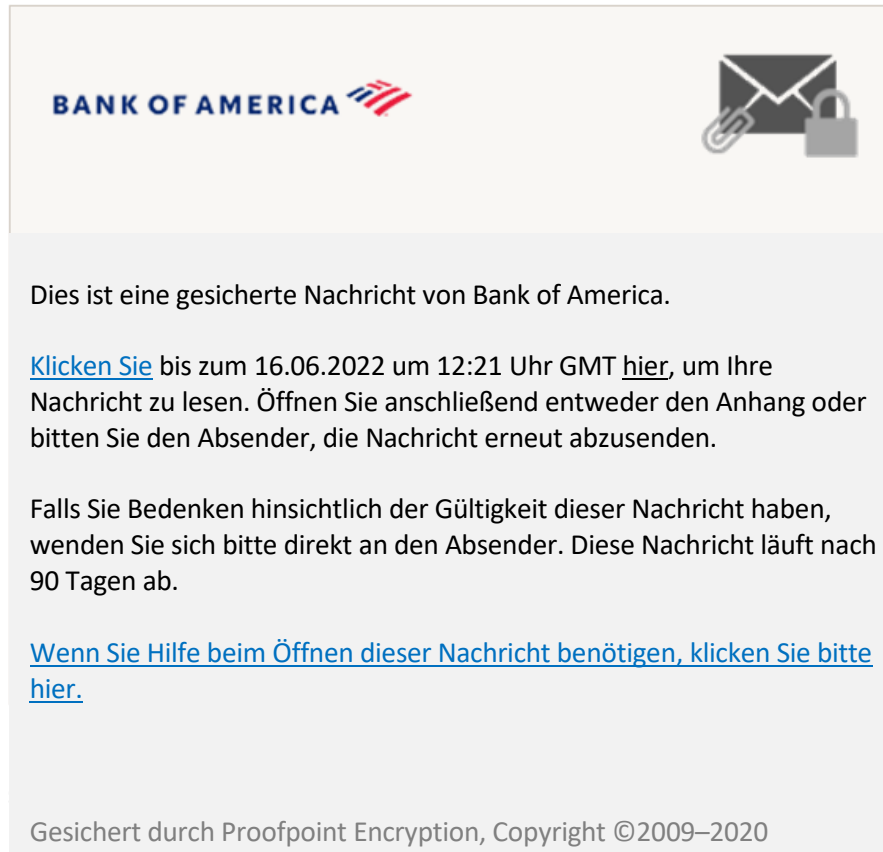 BANK OF AMERICA
Dies ist eine gesicherte Nachricht von Bank of America.
Klicken Sie bis zum 16.06.2022 um 12:21 Uhr GMT hier, um Ihre
Nachricht zu lesen. Öffnen Sie anschließend entweder den Anhang oder
bitten Sie den Absender, die Nachricht erneut abzusenden.
Falls Sie Bedenken hinsichtlich der Gültigkeit dieser Nachricht haben,
wenden Sie sich bitte direkt an den Absender. Diese Nachricht läuft nach
90 Tagen ab.
Wenn Sie Hilfe beim Öffnen dieser Nachricht benötigen, klicken Sie bitte
hier.
Gesichert durch Proofpoint Encryption, Copyright ©2009–2020